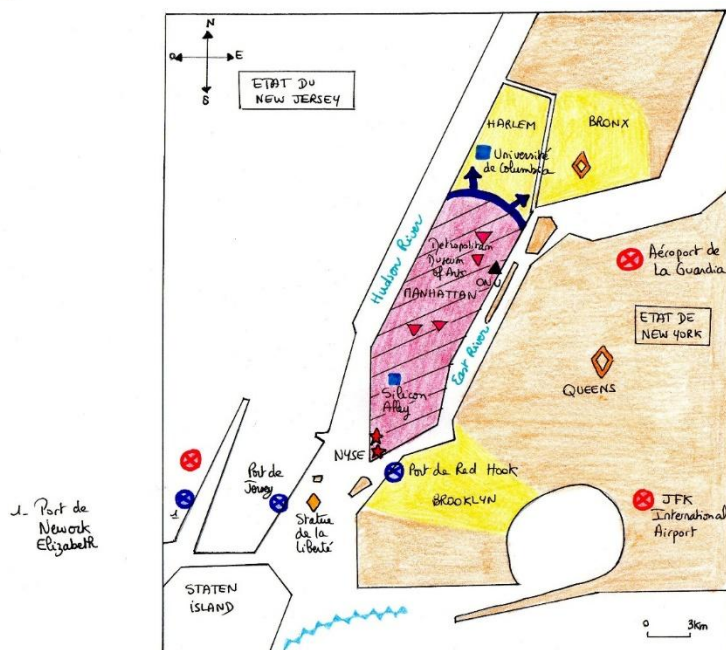 N
O
E
S
ETAT DU
NEW JERSEY
HARLEM
BRONX
Université
de Columbia
Hudson River
Metropolitan
Museum
of Arts
MANHATTAN
ONU
East River
Aéroport de
La Guardia
ETAT DE
NEW YORK
QUEENS
Silicon
Alley
NYSE
Port de Red Hook
BROOKLYN
Port de
Jersey
Statue
de la
liberté
JFK
International
Airport
1
1- Port de
Newark
Elizabeth
STATEN
ISLAND
0
3km